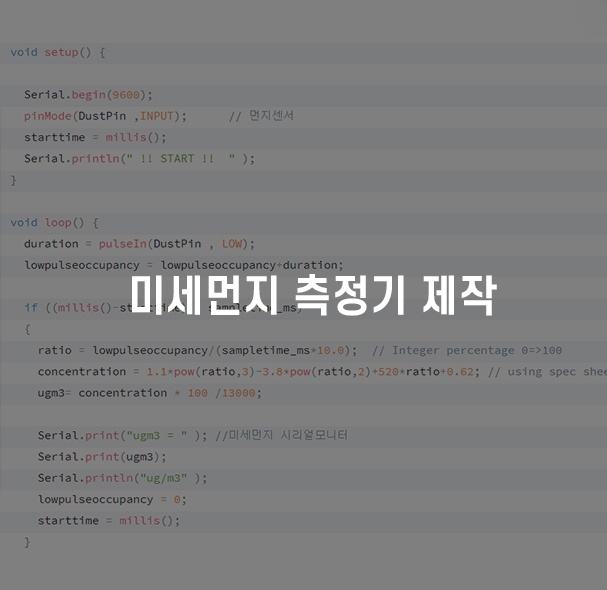 void setup() {
Serial.begin(9600);
pinMode(DustPin ,INPUT); // 먼지센서
starttime = millis();
Serial.println(" !! START !!  " );
}
void loop() {
duration = pulseIn(DustPin , LOW);
lowpulseoccupancy = lowpulseoccupancy+duration;
미세먼지 측정기 제작
if ((millis()-starttime) sampletime_ms)
{
ratio = lowpulseoccupancy/(sampletime_ms*10.0);  // Integer percentage 0=>100
concentration = 1.1*pow(ratio,3)-3.8*pow(ratio,2)+520*ratio+0.62; // using spec shee
ugm3= concentration * 100 /13000;
Serial.print("ugm3 = " ); //미세먼지 시리얼모니터
Serial.print(ugm3);
Serial.println("ug/m3" );
lowpulseoccupancy = 0;
starttime = millis();
}